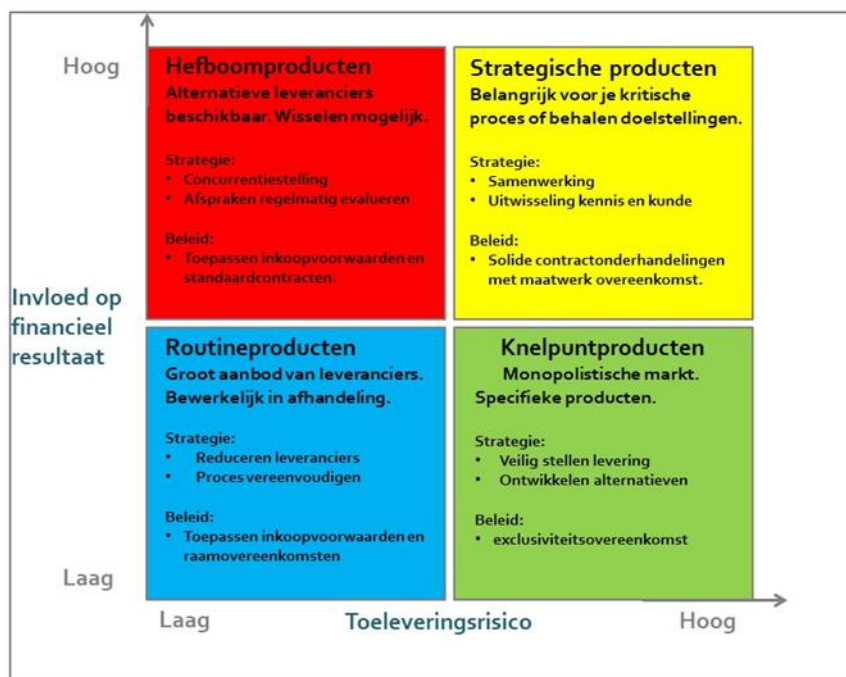 Hoog
Hefboomproducten
Alternatieve leveranciers
beschikbaar. Wisselen mogelijk.
Strategie:
• Concurrentiestelling
• Afspraken regelmatig evalueren
Beleid:
• Toepassen inkoopvoorwaarden en
standaardcontracten.
Strategische producten
Belangrijk voor je kritische
proces of behalen doelstellingen.
Strategie:
• Samenwerking
• Uitwisseling kennis en kunde
Beleid:
• Solide contractonderhandelingen
met maatwerk overeenkomst.
Invloed op
financieel
resultaat
Routineproducten
Groot aanbod van leveranciers.
Bewerkelijk in afhandeling.
Strategie:
• Reduceren leveranciers
• Proces vereenvoudigen
Beleid:
• Toepassen inkoopvoorwaarden en
raamovereenkomsten
Knelpuntproducten
Monopolistische markt.
Specifieke producten.
Strategie:
• Veilig stellen levering
• Ontwikkelen alternatieven
Beleid:
• exclusiviteitsovereenkomst
Laag
Laag
Toeleveringsrisico
Hoog